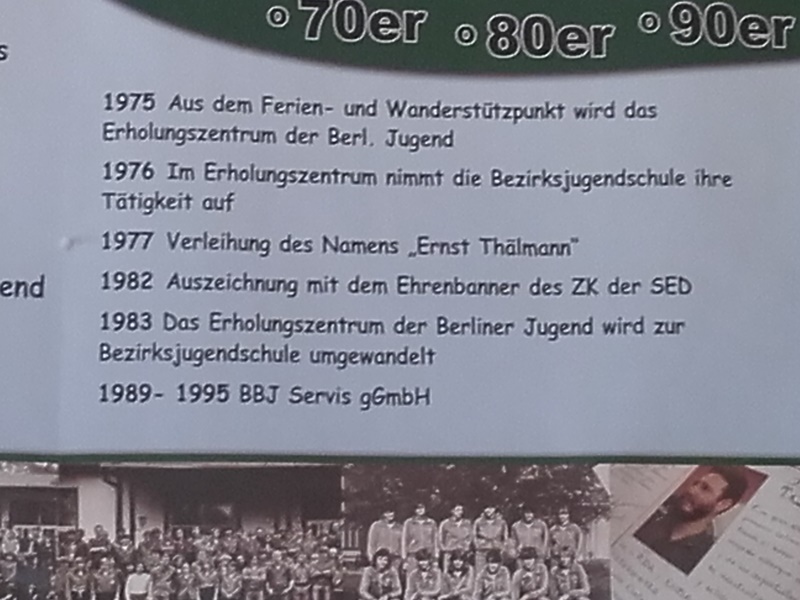 70er 80er 90er
s
1975 Aus dem Ferien- und Wanderstützpunkt wird das
Erholungszentrum der Berl. Jugend
1976 Im Erholungszentrum nimmt die Bezirksjugendschule ihre
Tätigkeit auf
1977 Verleihung des Namens „Ernst Thälmann"
end
1982 Auszeichnung mit dem Ehrenbanner des ZK der SED
1983 Das Erholungszentrum der Berliner Jugend wird zur
Bezirksjugendschule umgewandelt
1989- 1995 BBJ Servis gGmbH